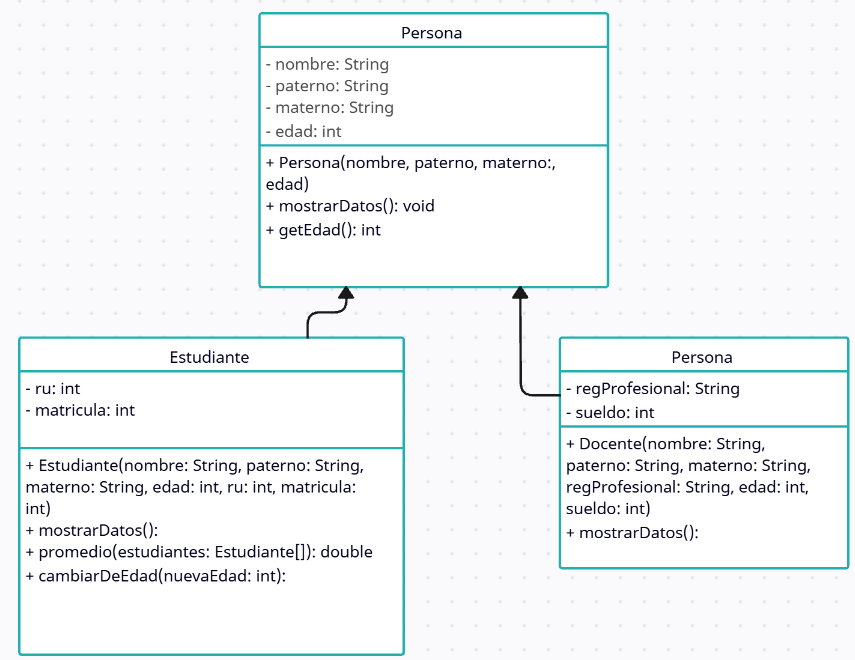 Persona
- nombre: String
- paterno: String
- materno: String
- edad: int
+ Persona(nombre, paterno, materno:,
edad)
+ mostrarDatos(): void
+ getEdad(): int
Estudiante
- ru: int
- matricula: int
+ Estudiante(nombre: String, paterno: String,
materno: String, edad: int, ru: int, matricula:
int)
+ mostrarDatos():
+ promedio(estudiantes: Estudiante[]): double
+ cambiarDeEdad(nuevaEdad: int):
Persona
- regProfesional: String
- sueldo: int
+ Docente(nombre: String,
paterno: String, materno: String,
regProfesional: String, edad: int,
sueldo: int)
+ mostrarDatos():